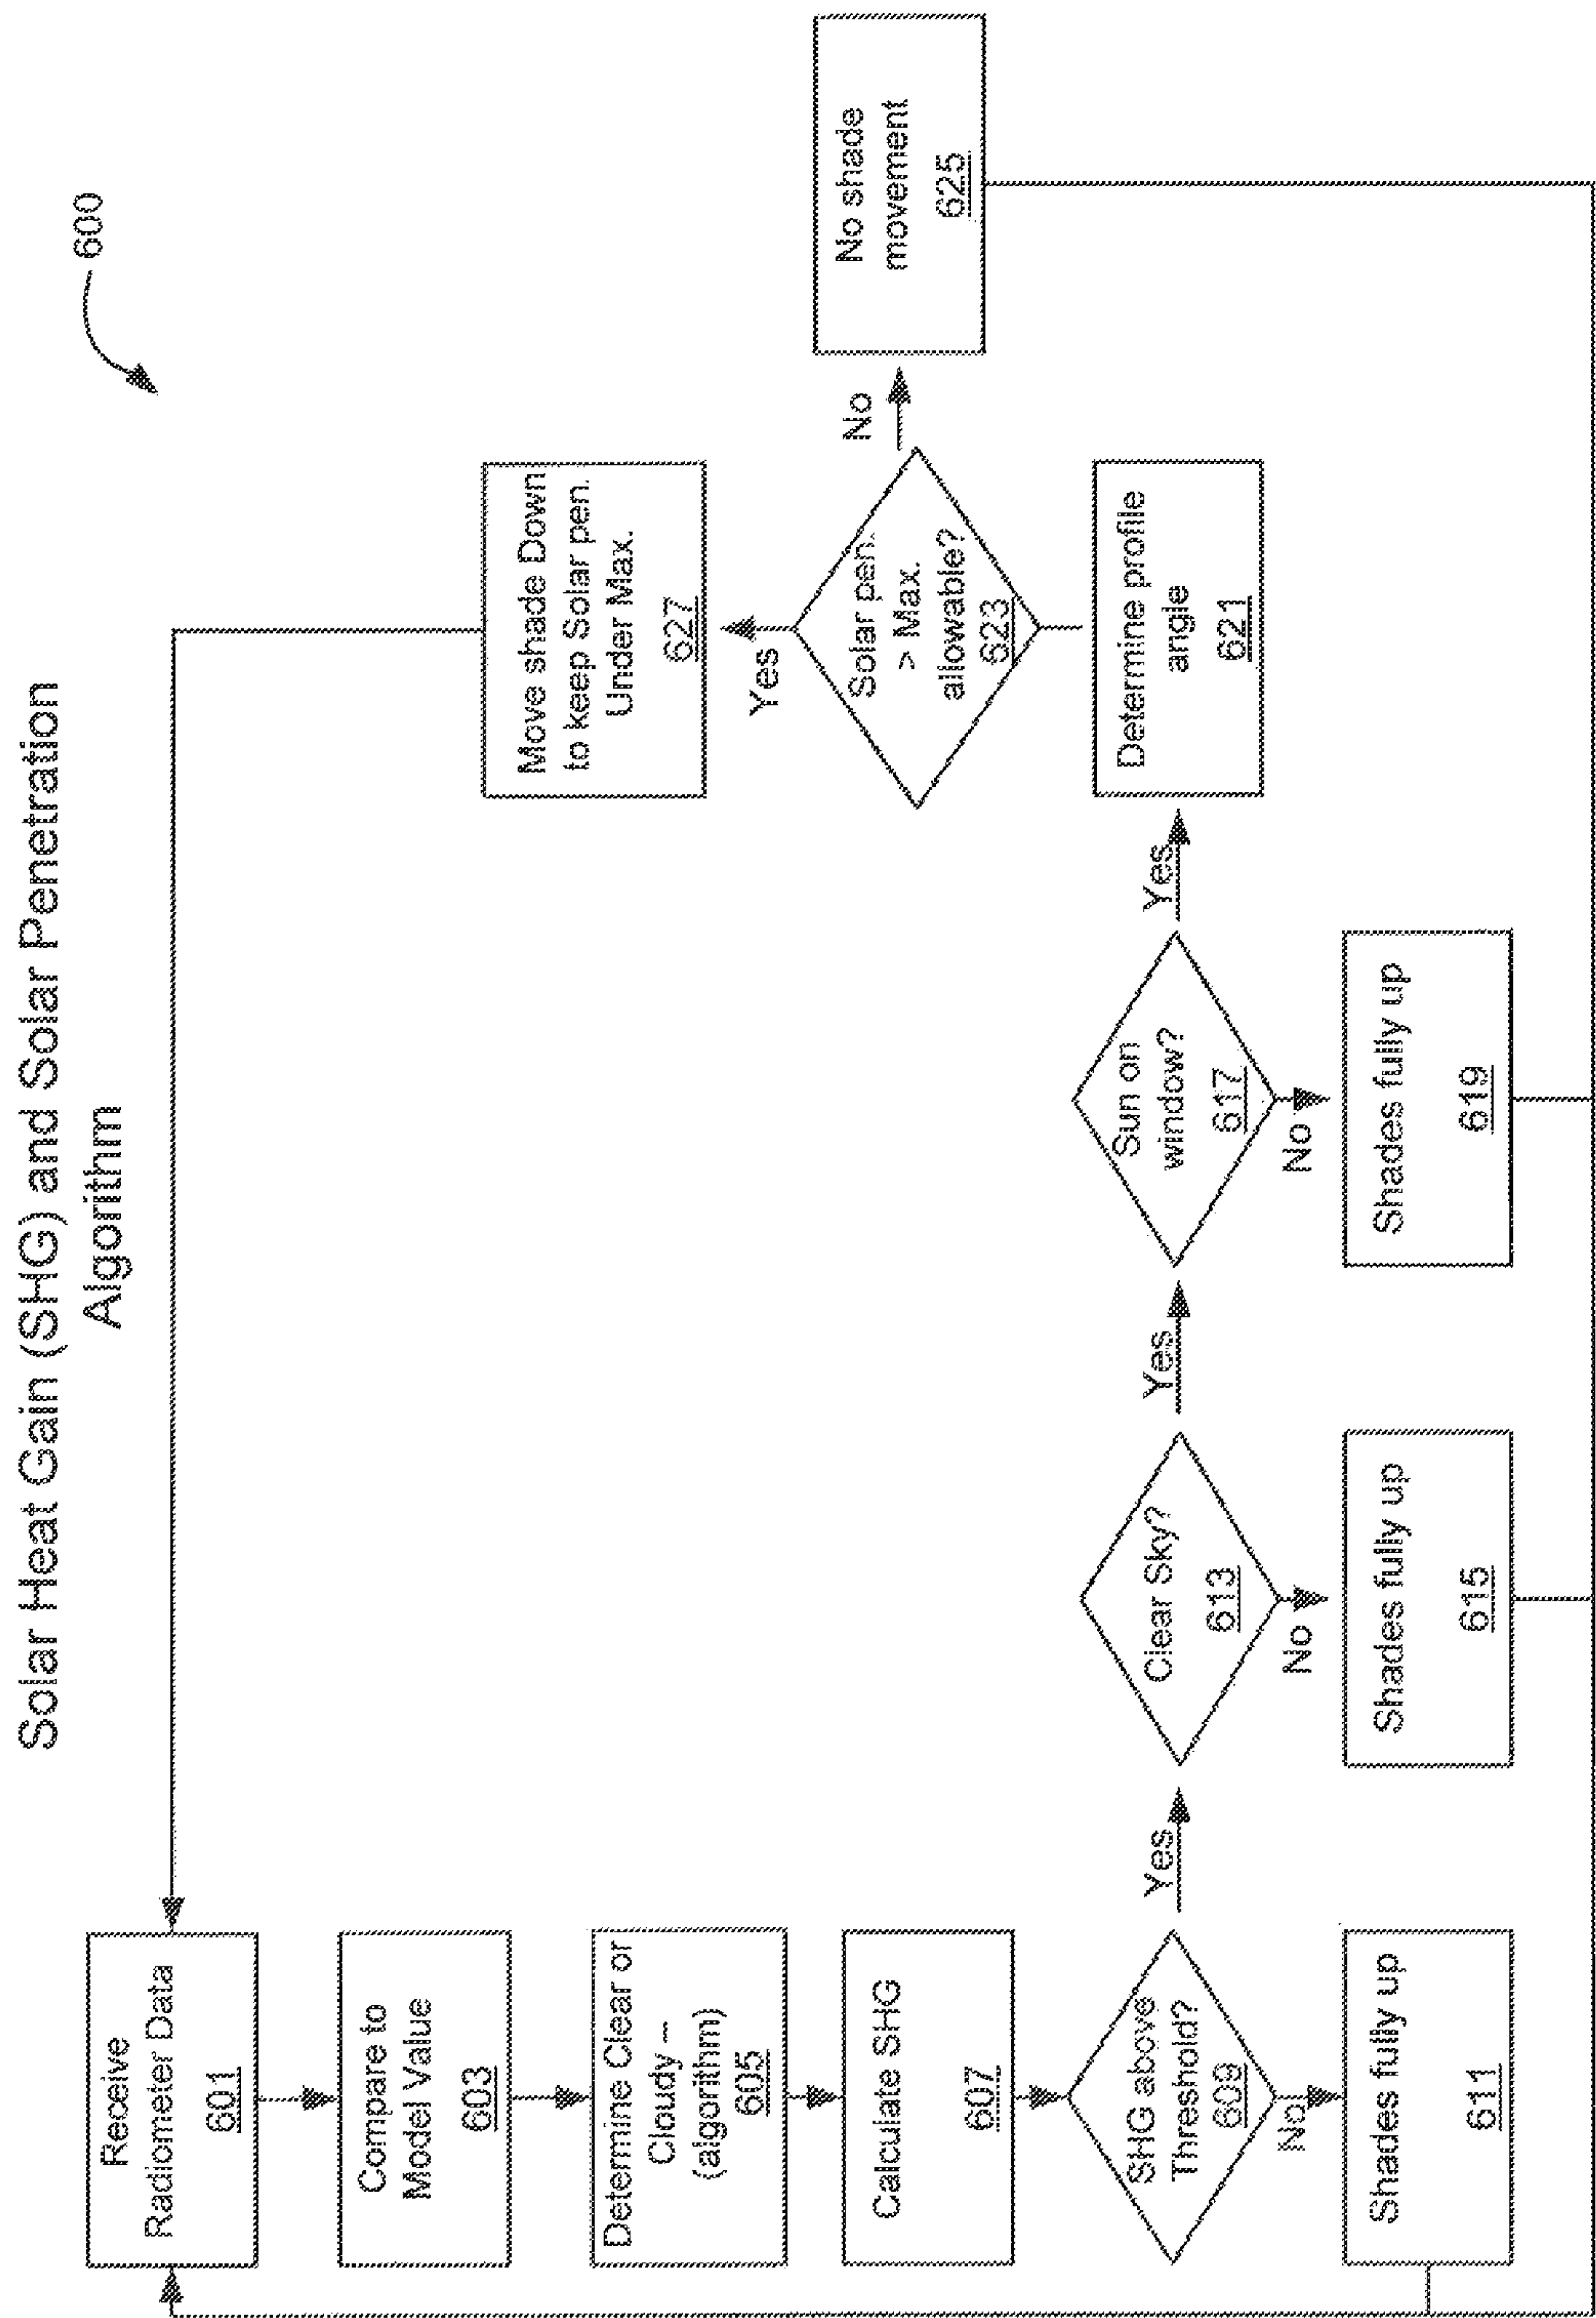 Solar Heat Gain (SHG) and Solar Penetration
Algorithm
600
Receive
Radiometer Data
601
Compare to
Model Value
603
Determine Clear or
Cloudy –
(algorithm)
605
Calculate SHG
607
SHG above
Threshold?
609
No
Shades fully up
611
Yes
Clear Sky?
613
No
Shades fully up
615
Yes
Sun on
window?
617
No
Shades fully up
619
Yes
Determine profile
angle
621
Solar pen.
> Max.
allowable?
623
Yes
Move shade Down
to keep Solar pen.
Under Max.
627
No
No shade
movement
625